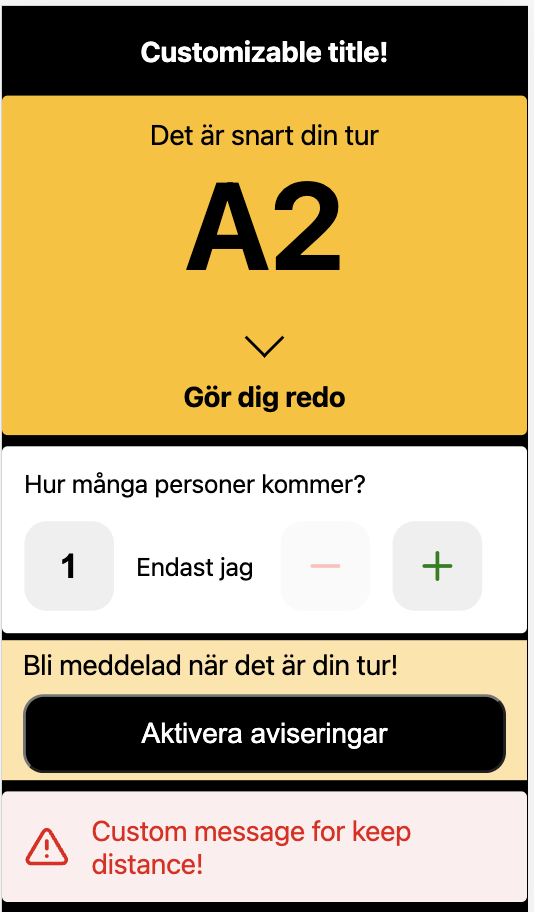 Customizable title!
Det är snart din tur
A2
Gör dig redo
Hur många personer kommer?
1 Endast jag
Bli meddelad när det är din tur!
Aktivera aviseringar
Custom message for keep
distance!